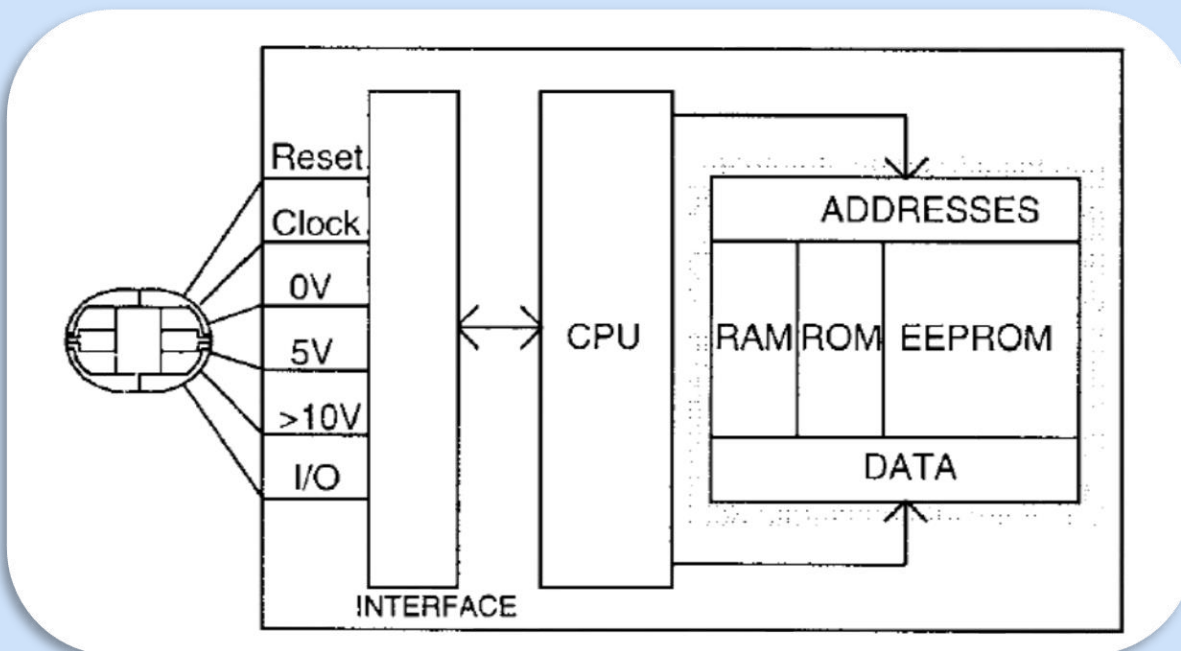 Reset
Clock
0V
5V
>10V
I/O
INTERFACE
CPU
ADDRESSES
RAM ROM EEPROM
DATA